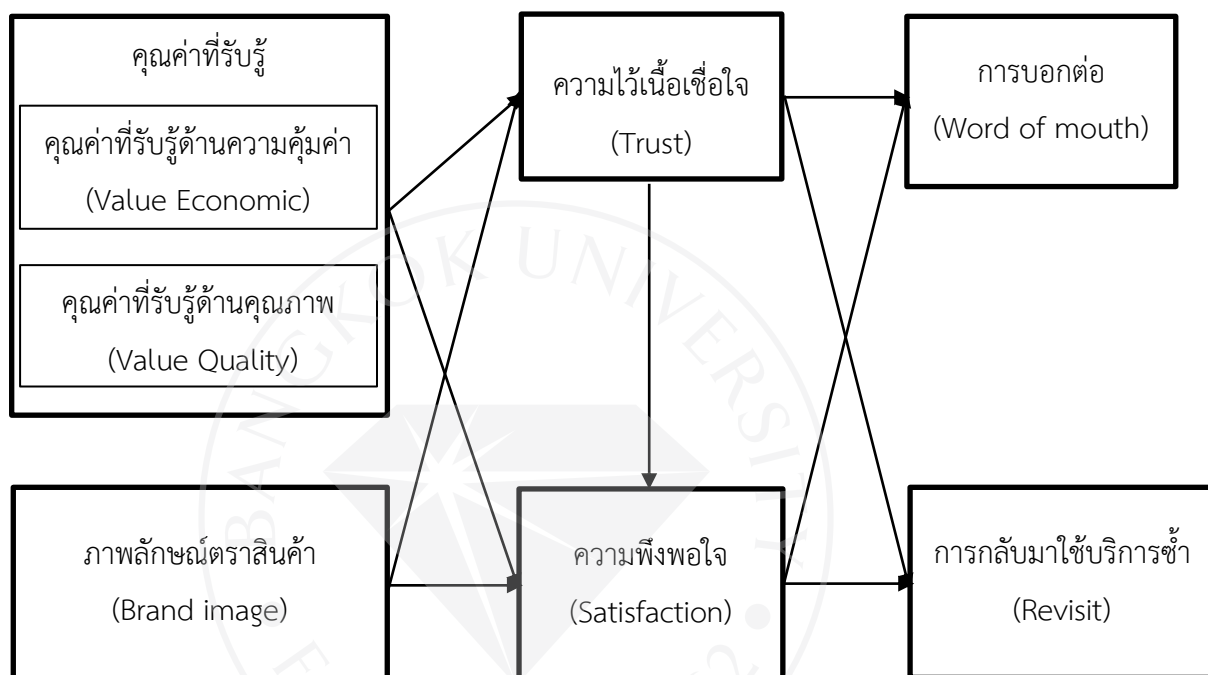 คุณค่าที่รับรู้
คุณค่าที่รับรู้ด้านความคุ้มค่า
(Value Economic)
คุณค่าที่รับรู้ด้านคุณภาพ
(Value Quality)
ความไว้เนื้อเชื่อใจ
(Trust)
การบอกต่อ
(Word of mouth)
ภาพลักษณ์ตราสินค้า
(Brand image)
ความพึงพอใจ
(Satisfaction)
การกลับมาใช้บริการซ้ำ
(Revisit)
BANGKOK UNIVERSITY